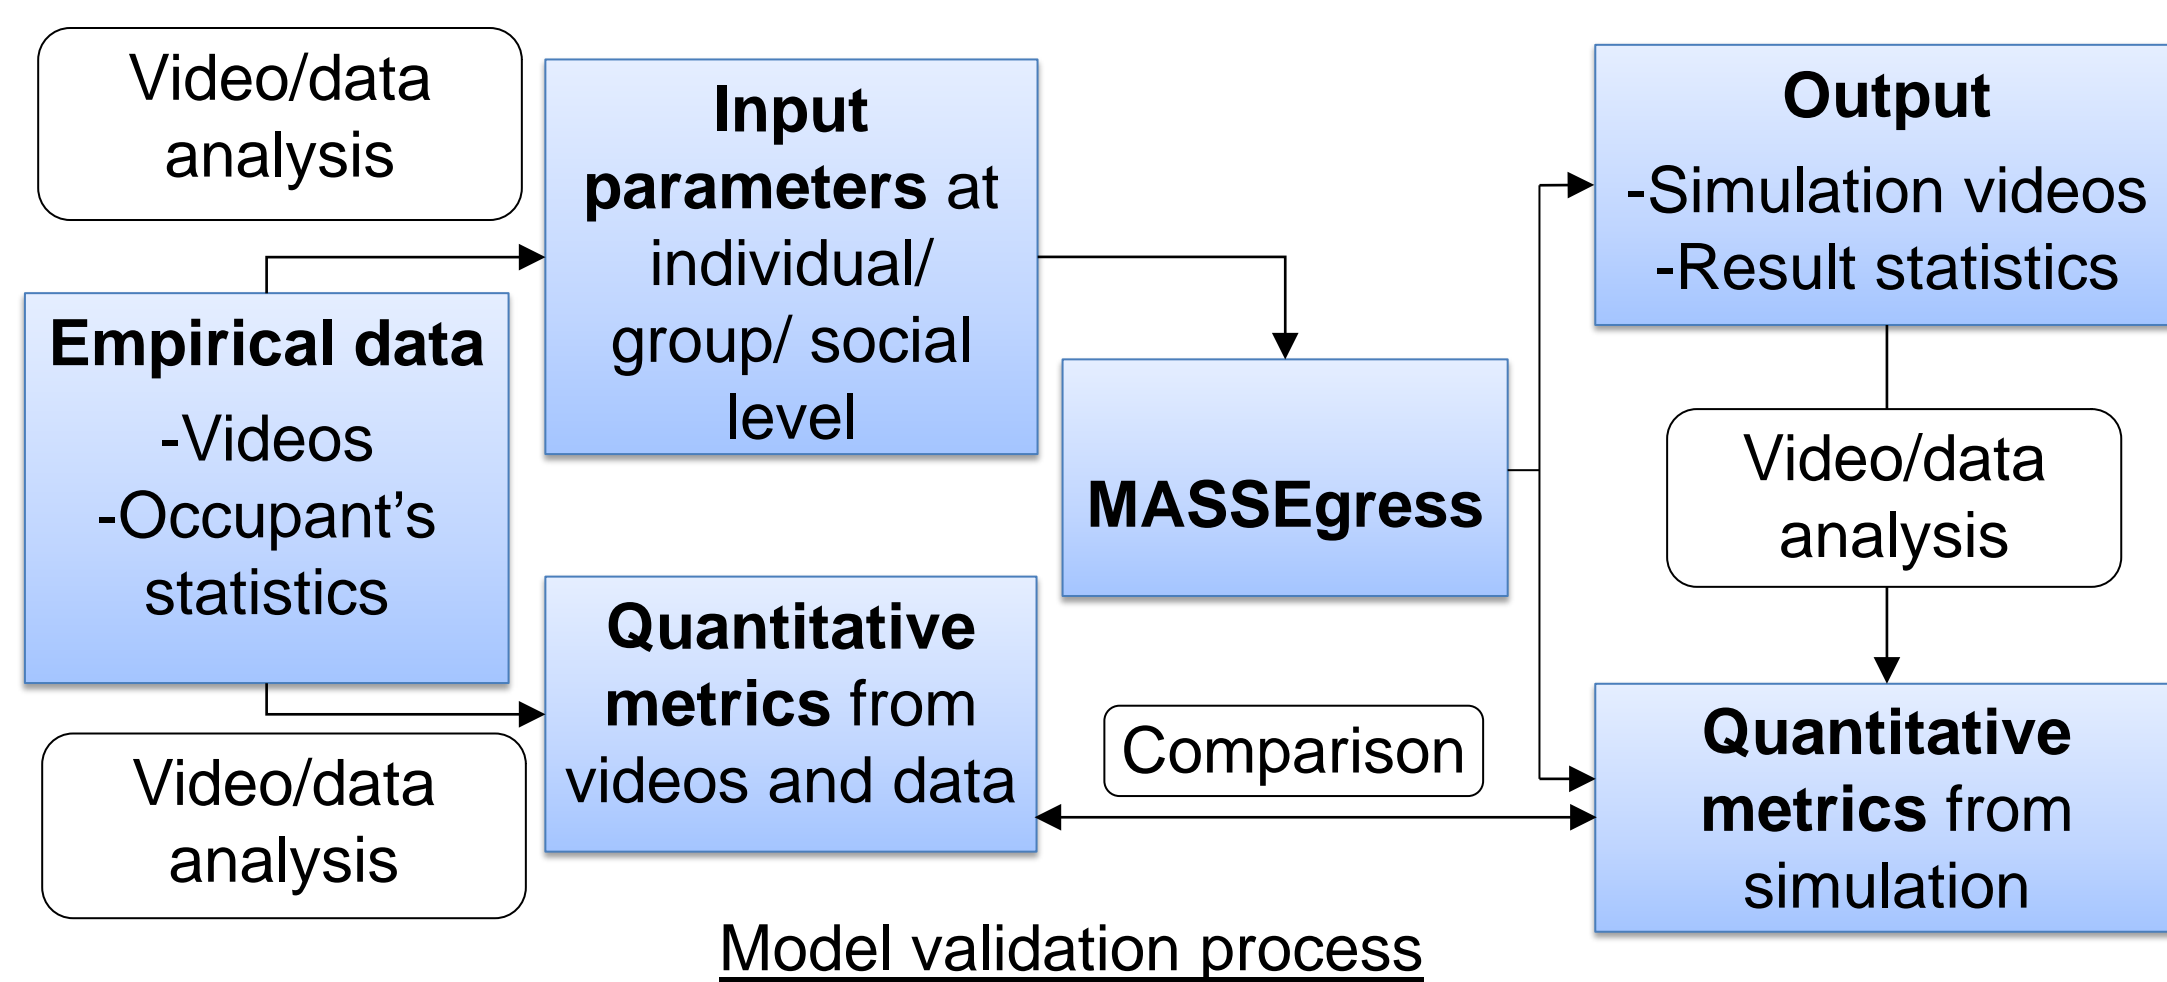 Video/data
analysis
Input
parameters at
individual/
group/ social
level
Output
-Simulation videos
-Result statistics
Empirical data
-Videos
-Occupant’s
statistics
MASSEgress
Video/data
analysis
Quantitative
metrics from
videos and data
Comparison
Quantitative
metrics from
simulation
Video/data
analysis
Model validation process